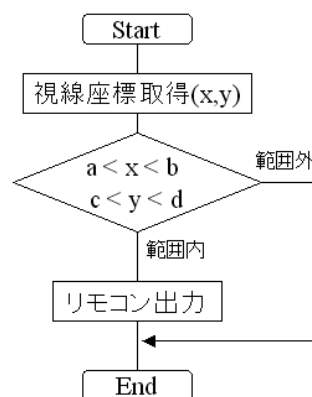 Start
視線座標取得(x,y)
a < x < b
c < y < d
範囲外
範囲内
リモコン出力
End